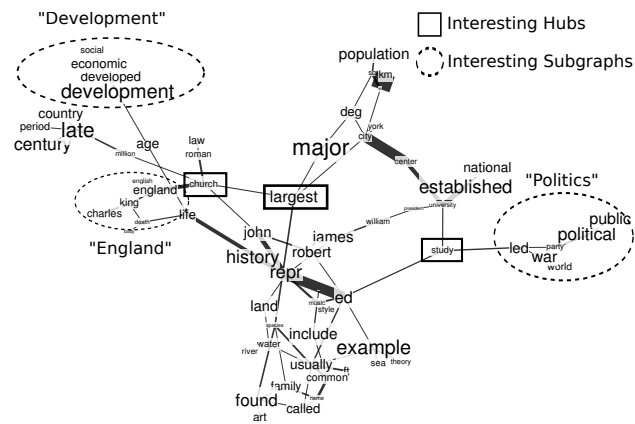 "Development"
Interesting Hubs
Interesting Subgraphs
social
economic
developed
development
population
sq km
deg
york
city
country
period late
century
age
million
law
roman
church
major
center
largest
national
established
university
president
william
"Politics"
public
political
party
led
war
world
study
english
england
king
charles
death
life
"England"
john
history
robert
james
repr
ed
music
style
land
species
water
river
include
example
sea theory
usually
common ft
family
name
found
called
art